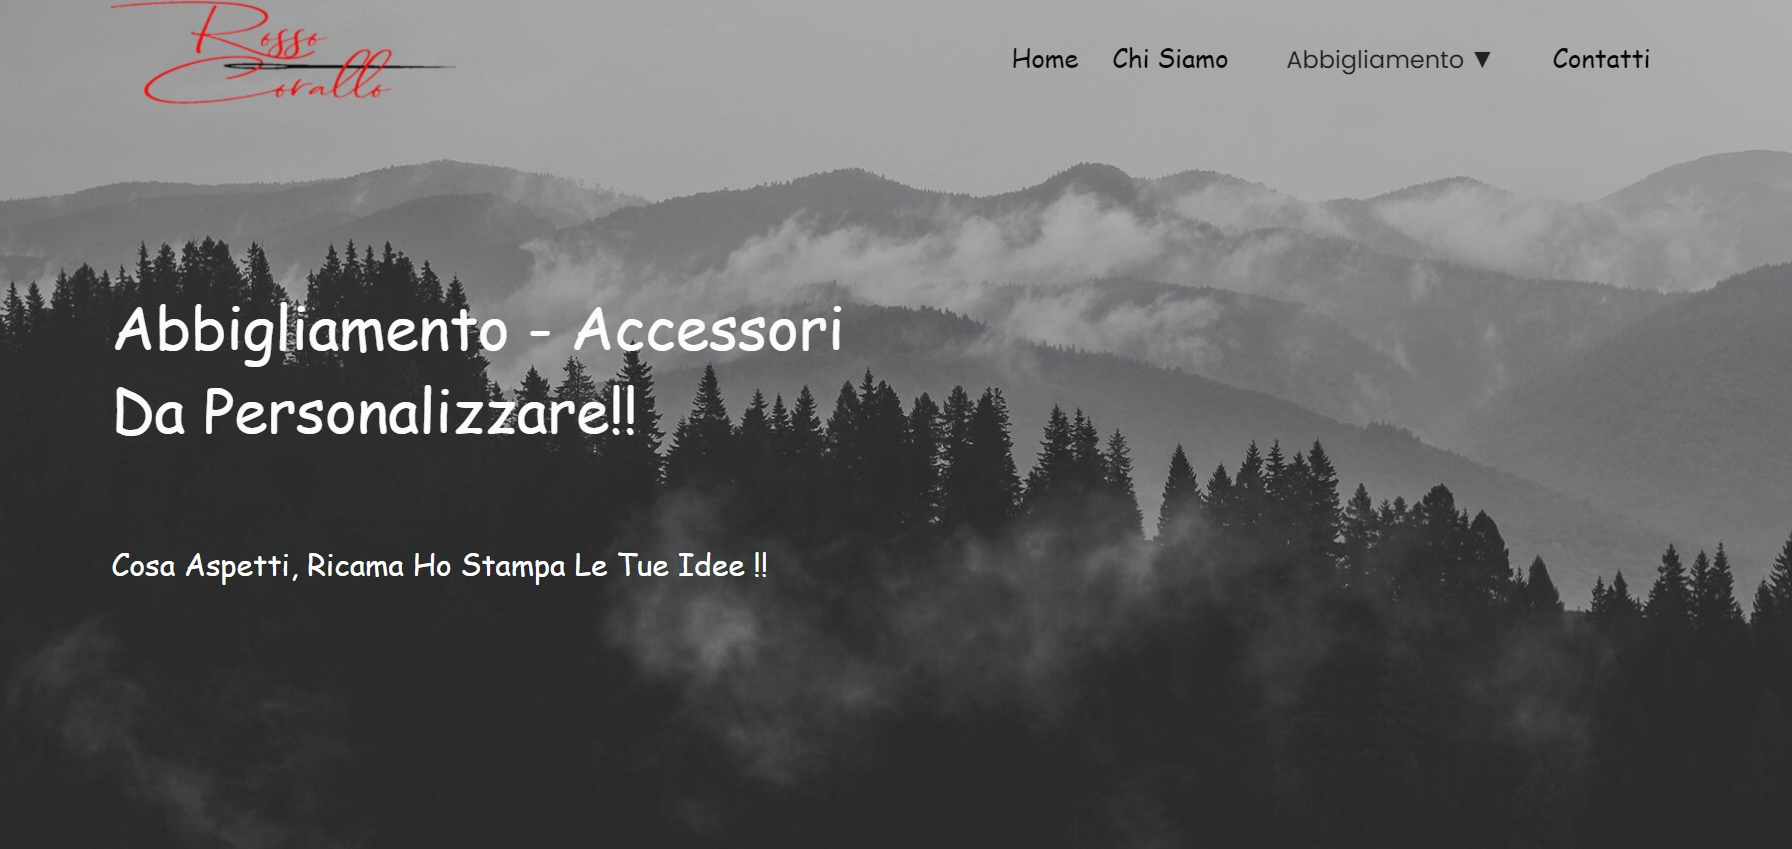 Rosso
Corallo
Home Chi Siamo Abbigliamento ▼ Contatti
Abbigliamento - Accessori
Da Personalizzare!!
Cosa Aspetti, Ricama Ho Stampa Le Tue Idee !!